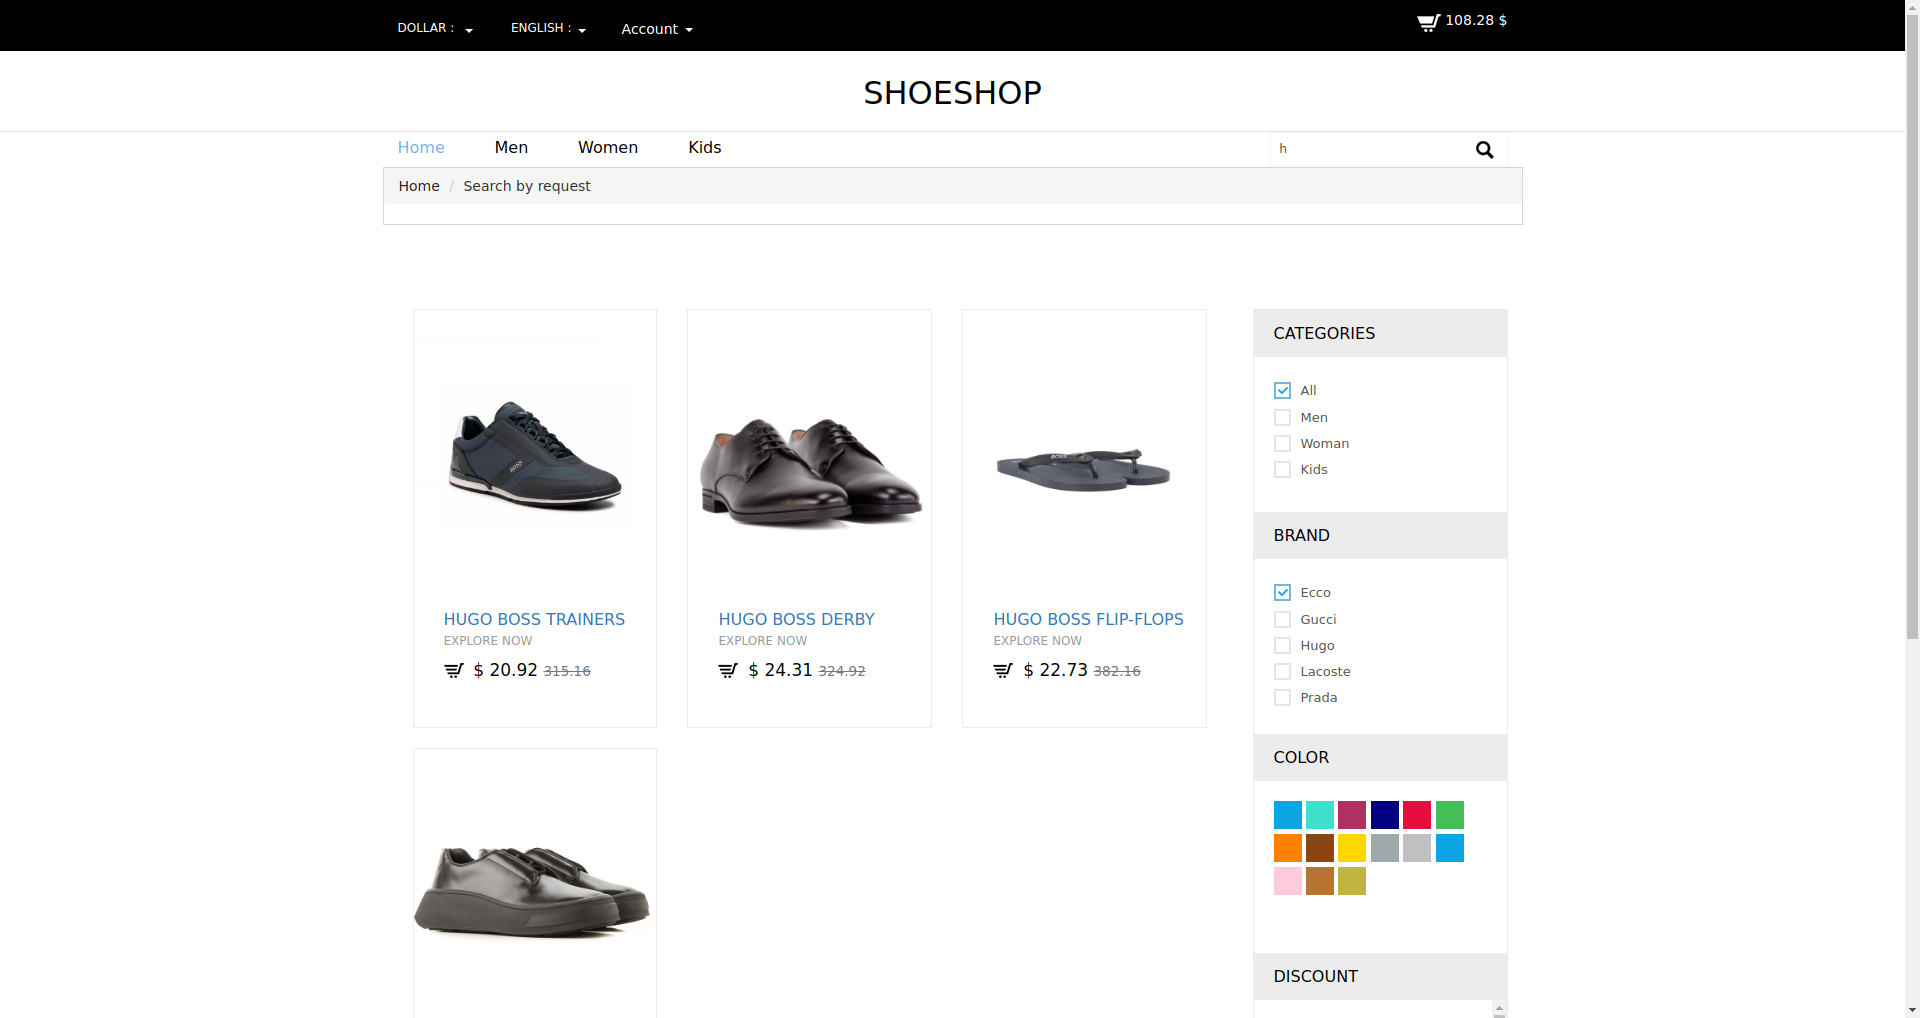 DOLLAR :
ENGLISH :
Account
108.28 $
SHOESHOP
Home
Men
Women
Kids
h
Home / Search by request
HUGO BOSS TRAINERS
EXPLORE NOW
$ 20.92 315.16
HUGO BOSS DERBY
EXPLORE NOW
$ 24.31 324.92
BOSS
HUGO BOSS FLIP-FLOPS
EXPLORE NOW
$ 22.73 382.16
CATEGORIES
All
Men
Woman
Kids
BRAND
Ecco
Gucci
Hugo
Lacoste
Prada
COLOR
DISCOUNT